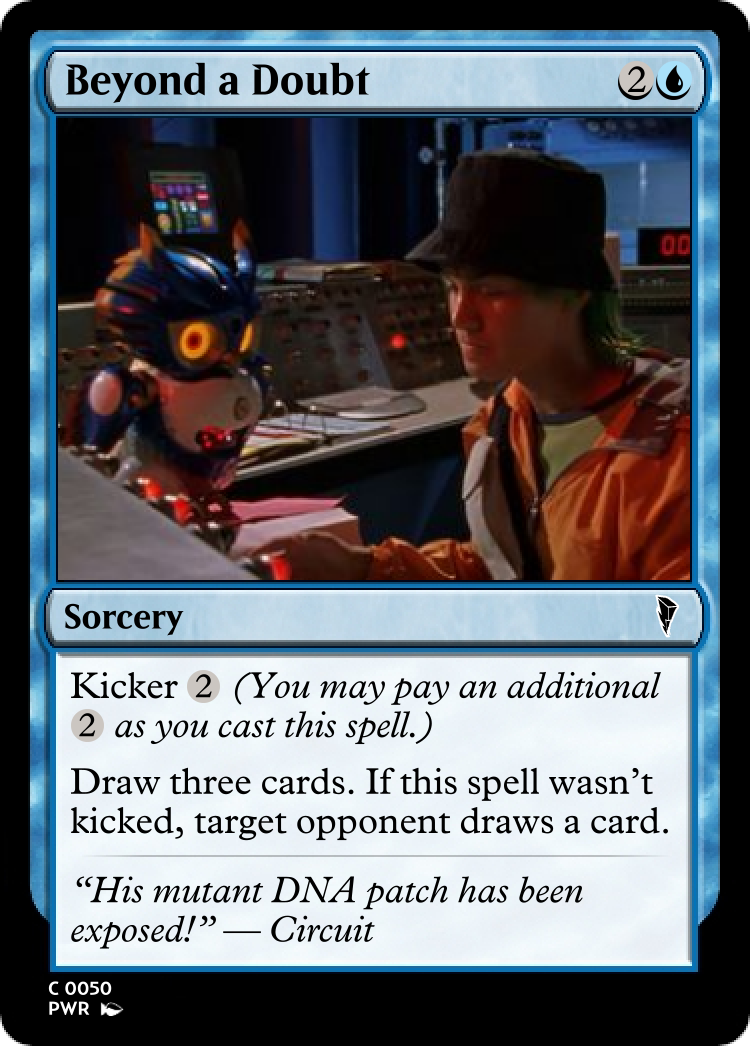 Beyond a Doubt 2
00
Sorcery
Kicker 2 (You may pay an additional
2 as you cast this spell.)
Draw three cards. If this spell wasn't
kicked, target opponent draws a card.
“His mutant DNA patch has been
exposed!” — Circuit
C 0050
PWR